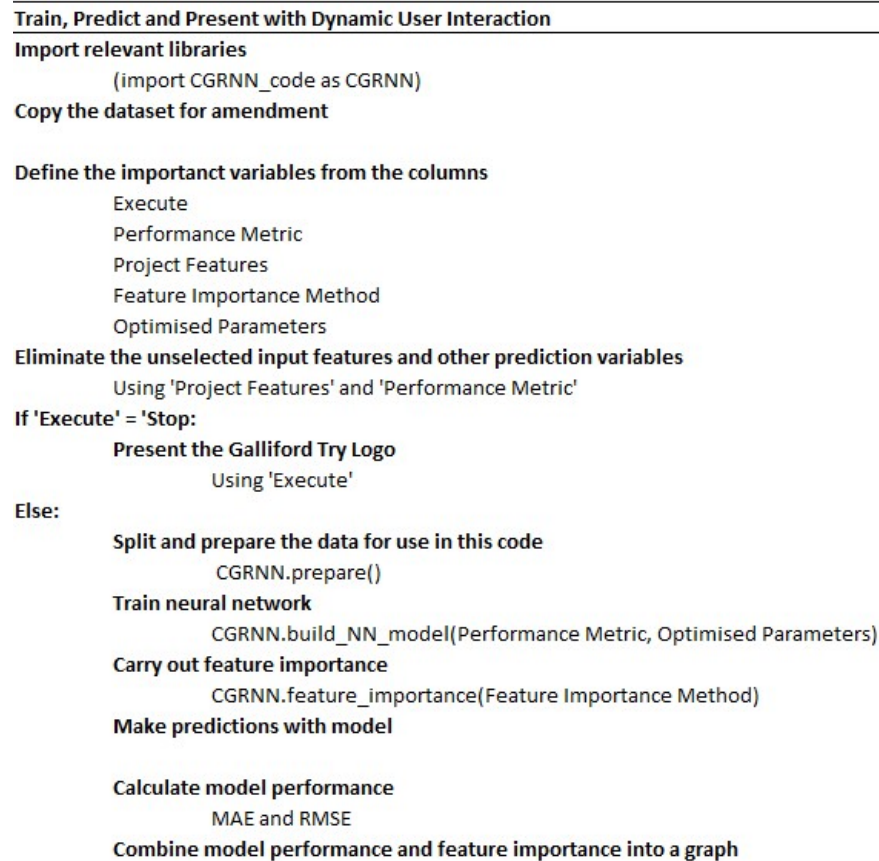 Train, Predict and Present with Dynamic User Interaction
Import relevant libraries
(import CGRNN_code as CGRNN)
Copy the dataset for amendment
Define the importanct variables from the columns
Execute
Performance Metric
Project Features
Feature Importance Method
Optimised Parameters
Eliminate the unselected input features and other prediction variables
Using 'Project Features' and 'Performance Metric'
If 'Execute' = 'Stop:
Present the Galliford Try Logo
Using 'Execute'
Else:
Split and prepare the data for use in this code
CGRNN.prepare()
Train neural network
CGRNN.build_NN_model(Performance Metric, Optimised Parameters)
Carry out feature importance
CGRNN.feature_importance(Feature Importance Method)
Make predictions with model
Calculate model performance
MAE and RMSE
Combine model performance and feature importance into a graph